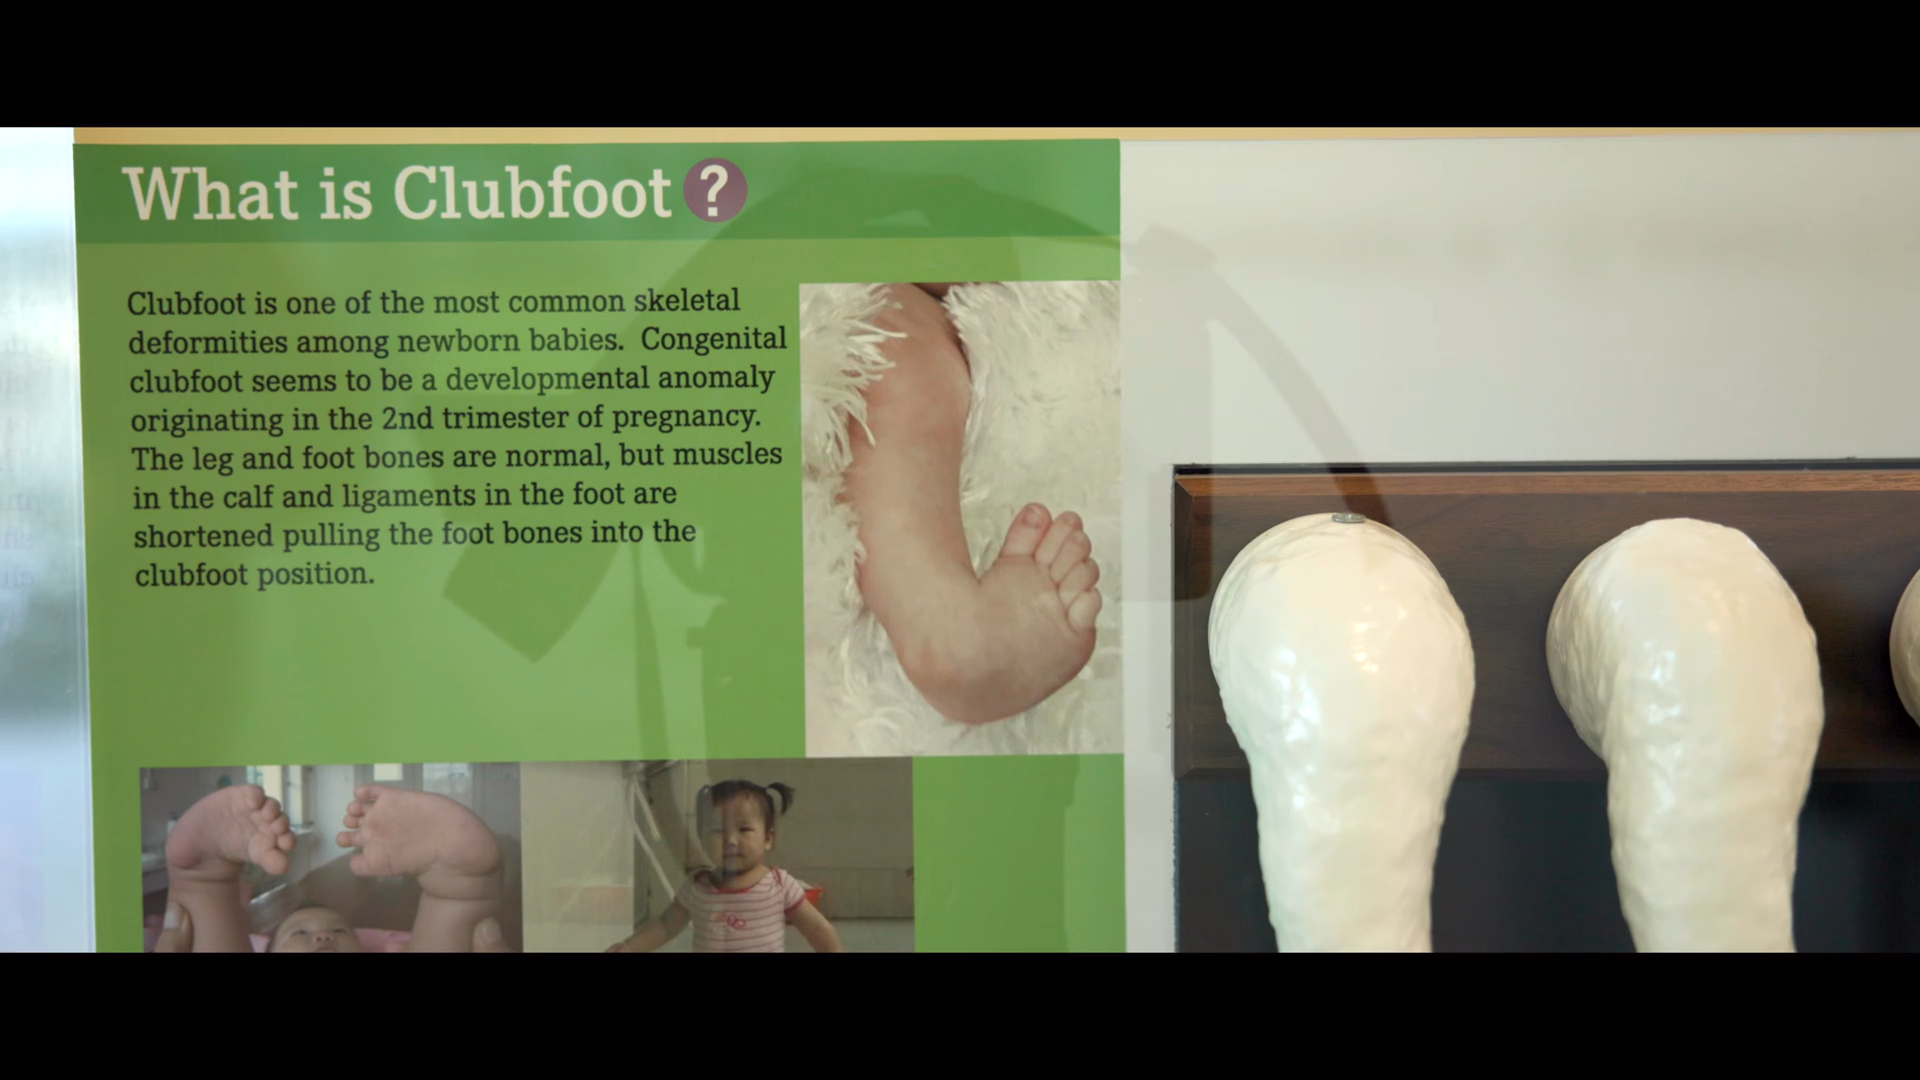 What is Clubfoot ?
Clubfoot is one of the most common skeletal
deformities among newborn babies.  Congenital
clubfoot seems to be a developmental anomaly
originating in the 2nd trimester of pregnancy.
The leg and foot bones are normal, but muscles
in the calf and ligaments in the foot are
shortened pulling the foot bones into the
clubfoot position.